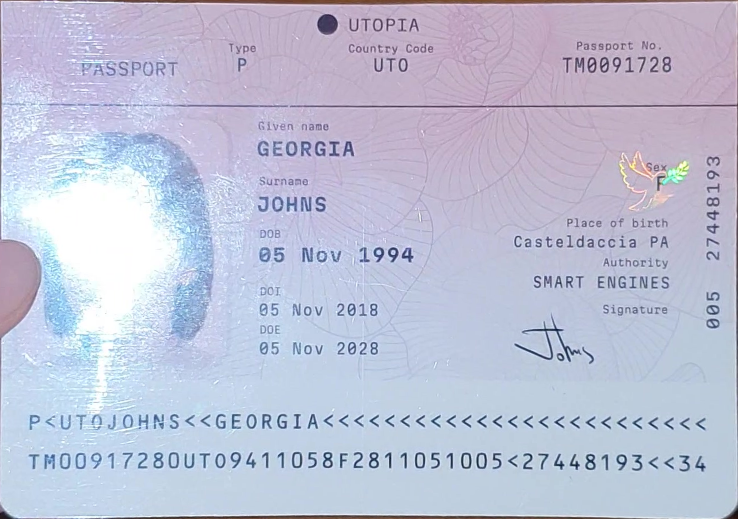 UTOPIA
PASSPORT
Type
P
Country Code
UTO
Passport No.
TM0091728
Given name
GEORGIA
Surname
JOHNS
DOB
05 Nov 1994
DOI
05 Nov 2018
DOE
05 Nov 2028
Sex
F
Place of birth
Casteldaccia PA
Authority
SMART ENGINES
Signature
Johns
005 27448193
P<UTOJOHNS<<GEORGIA<<<<<<<<<<<<<<<<<<<<<<<<<
TM00917280UTO9411058F2811051005<27448193<<34